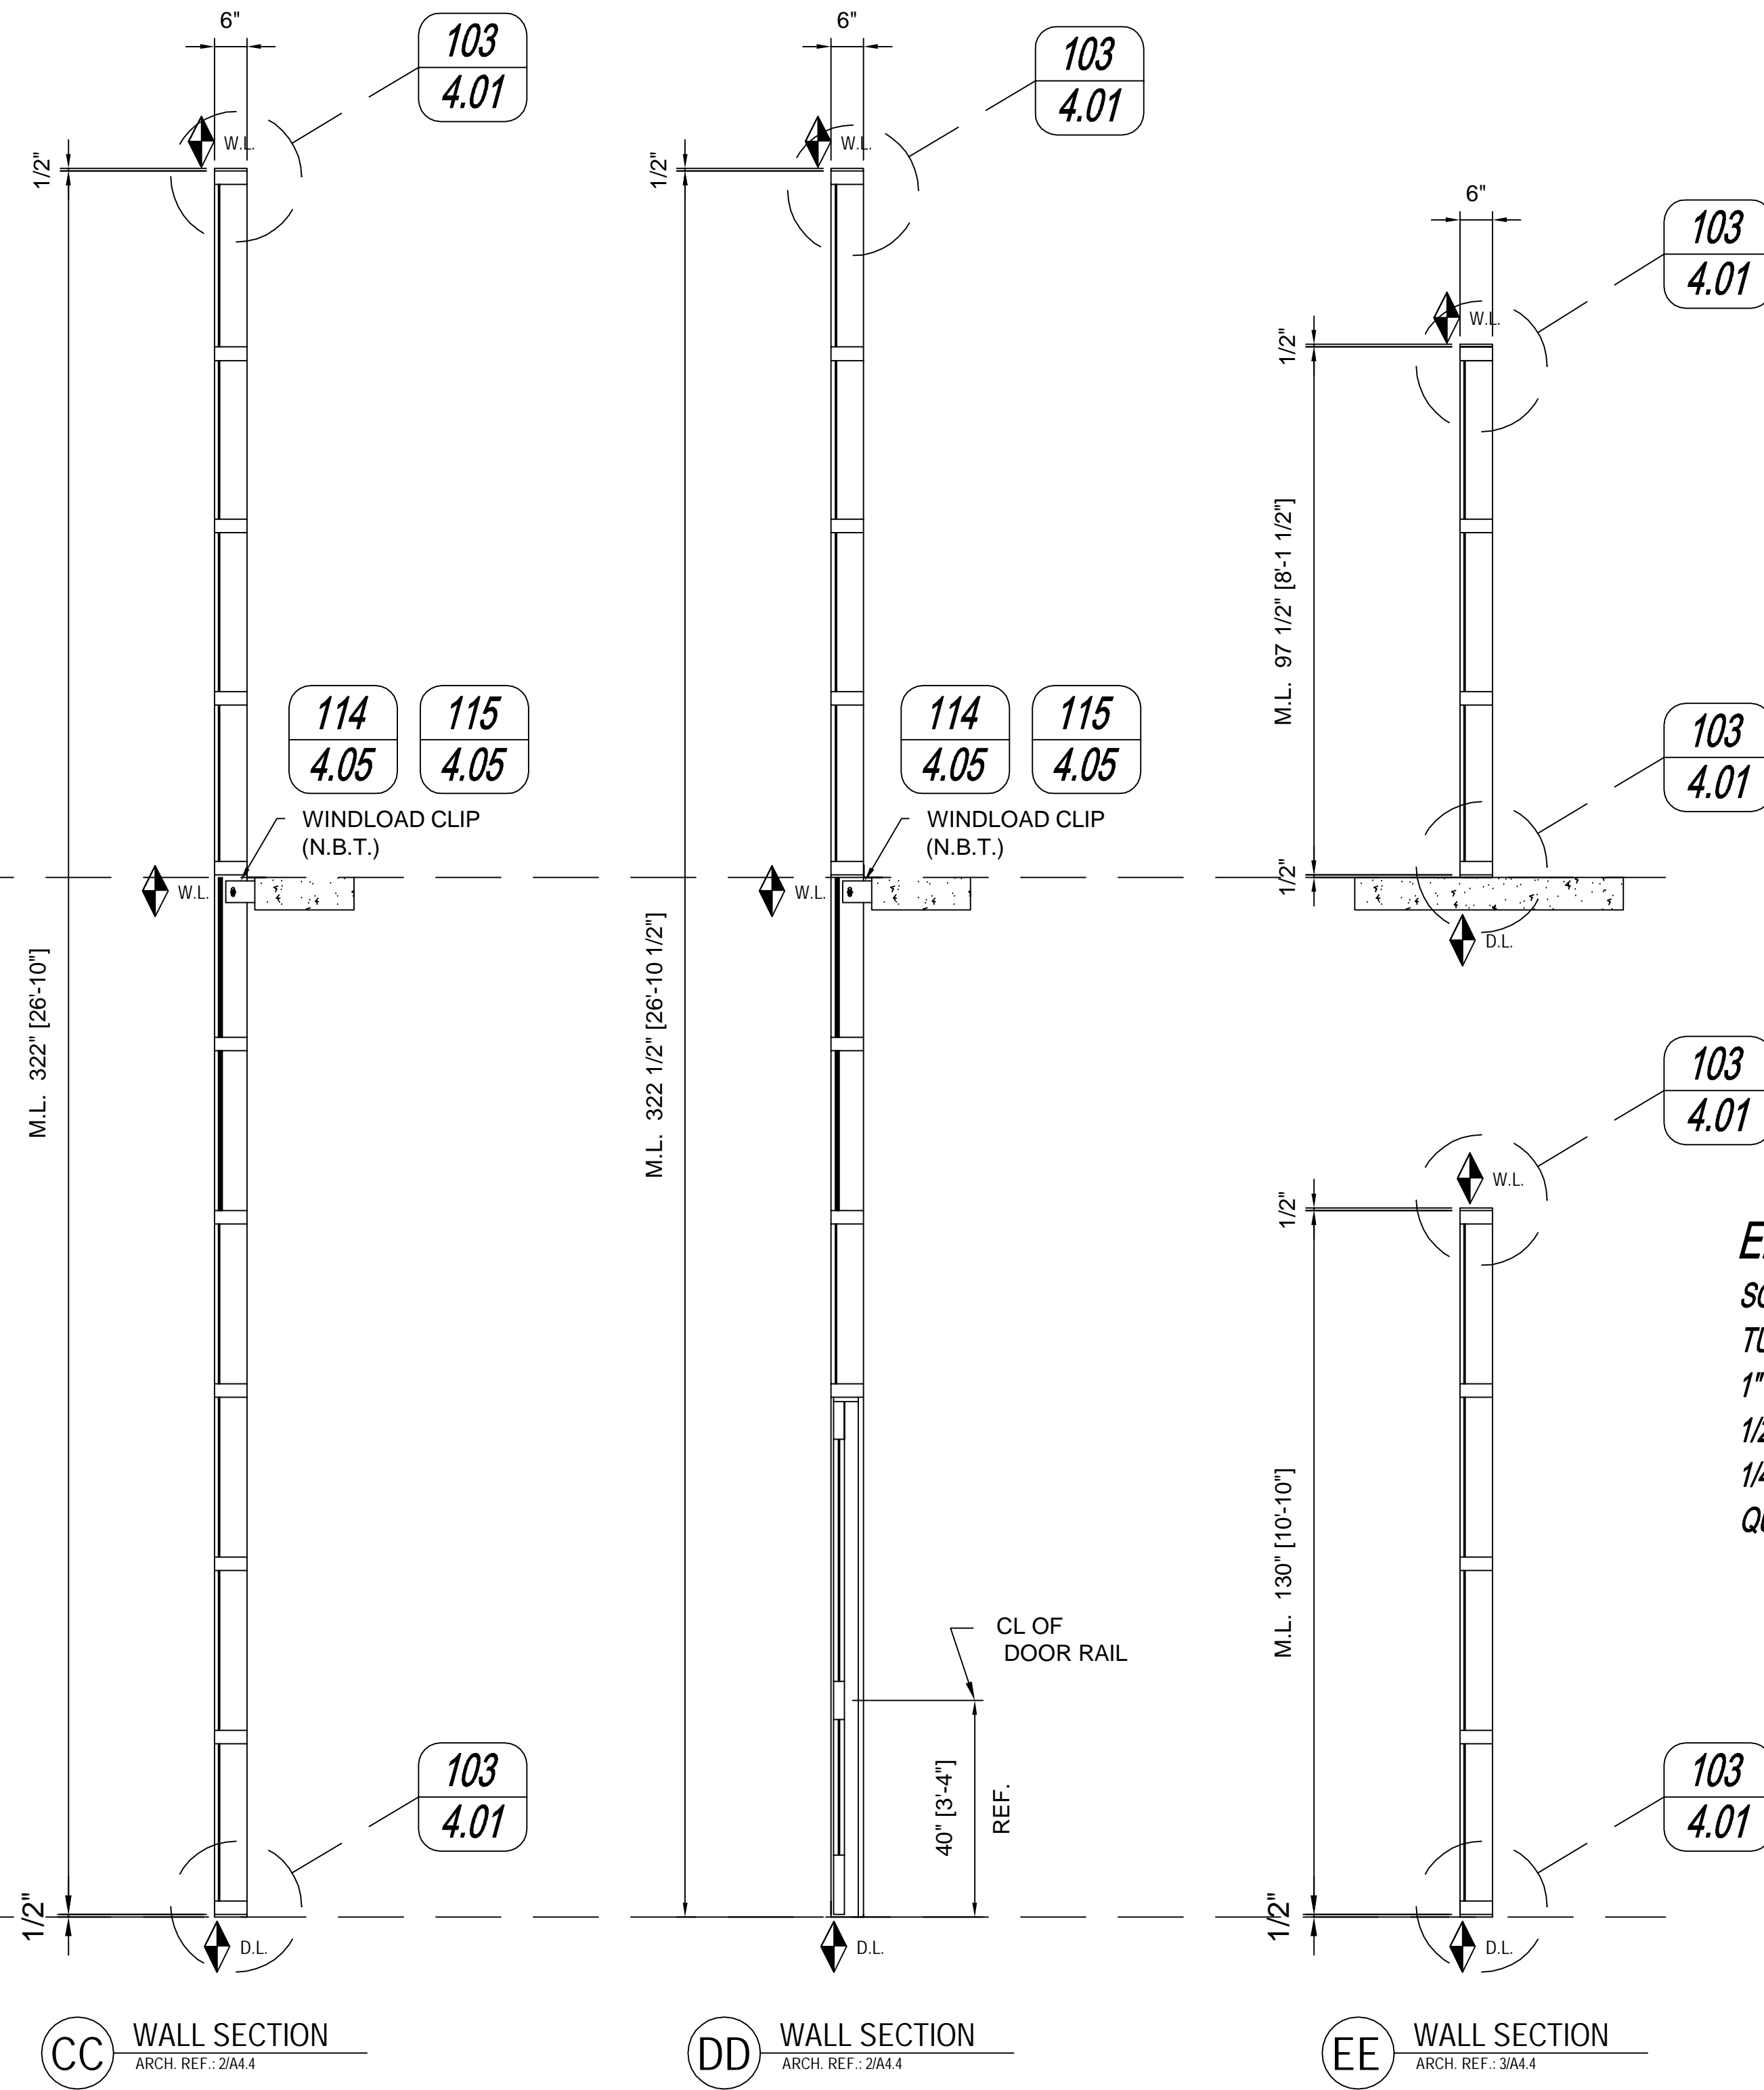 6"
103
4.01
W.L.
1/2"
114
4.05
115
4.05
WINDLOAD CLIP
(N.B.T.)
W.L.
M.L. 322" [26'-10"]
103
4.01
1/2"
D.L.
CC
WALL SECTION
ARCH. REF.: 2/A4.4
6"
103
4.01
W.L.
1/2"
114
4.05
115
4.05
WINDLOAD CLIP
(N.B.T.)
W.L.
M.L. 322 1/2" [26'-10 1/2"]
CL OF
DOOR RAIL
40" [3'-4"]
REF.
D.L.
DD
WALL SECTION
ARCH. REF.: 2/A4.4
6"
103
4.01
W.L.
1/2"
M.L. 97 1/2" [8'-1 1/2"]
103
4.01
1/2"
D.L.
103
4.01
W.L.
1/2"
M.L. 130" [10'-10"]
103
4.01
1/2"
D.L.
EE
WALL SECTION
ARCH. REF.: 3/A4.4
1"